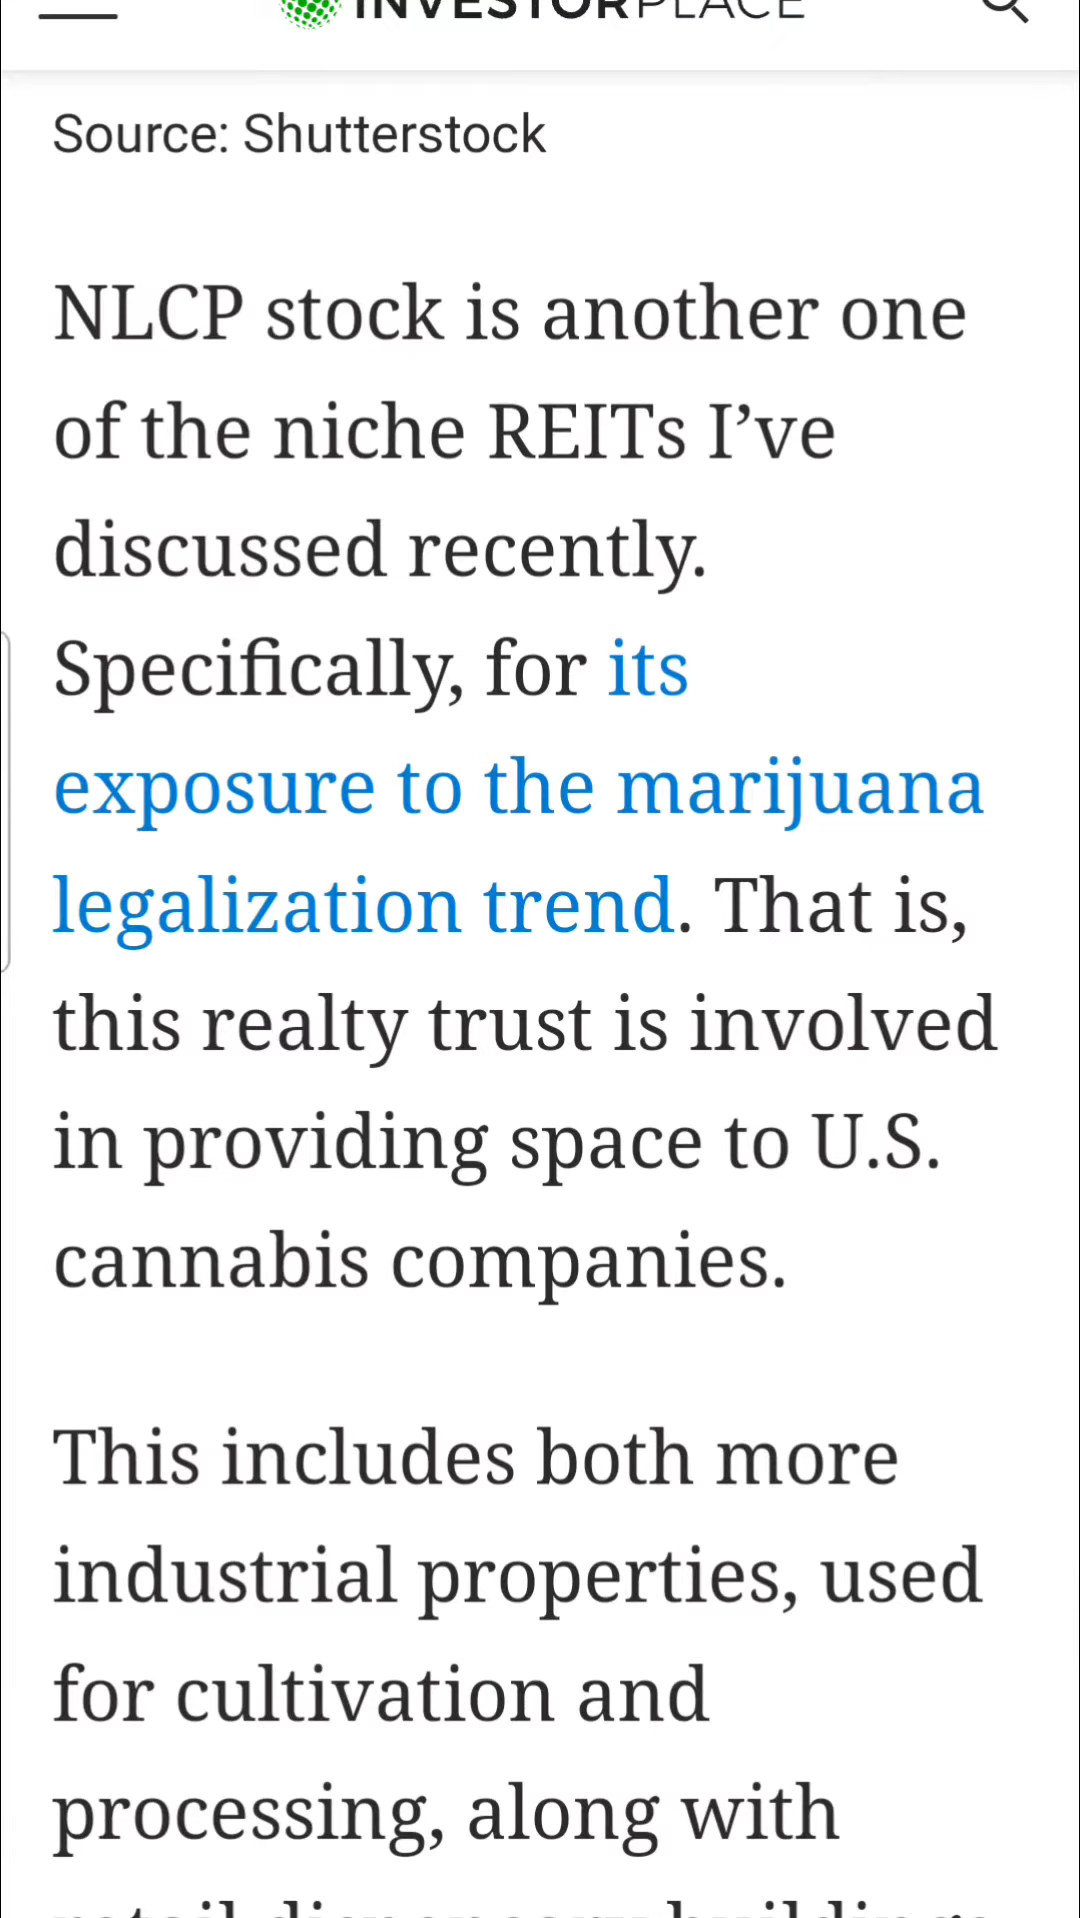 INVESTORPLACE
Source: Shutterstock
NLCP stock is another one
of the niche REITs I’ve
discussed recently.
Specifically, for its
exposure to the marijuana
legalization trend. That is,
this realty trust is involved
in providing space to U.S.
cannabis companies.
This includes both more
industrial properties, used
for cultivation and
processing, along with